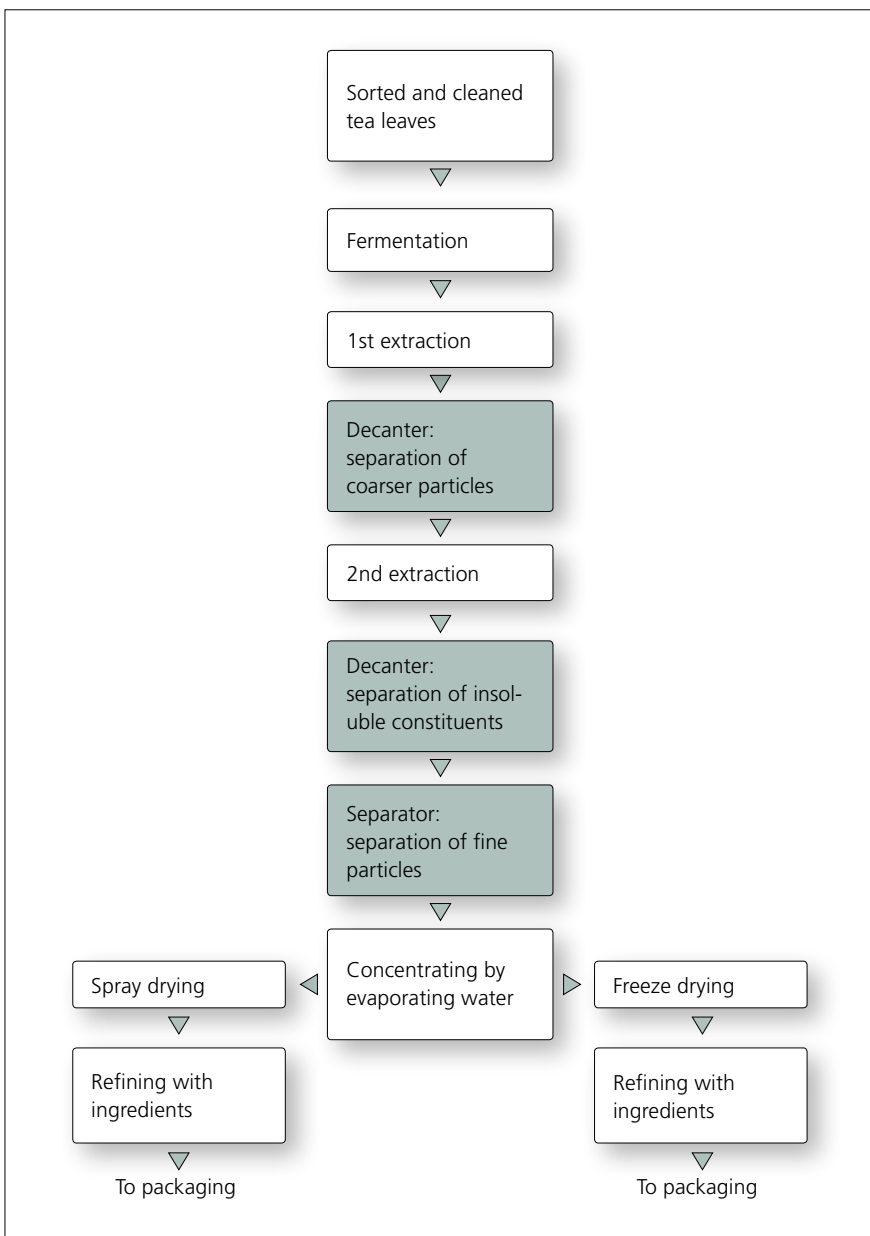 Sorted and cleaned
tea leaves
Fermentation
1st extraction
Decanter:
separation of
coarser particles
2nd extraction
Decanter:
separation of insol-
uble constituents
Separator:
separation of fine
particles
Concentrating by
evaporating water
Spray drying
Freeze drying
Refining with
ingredients
Refining with
ingredients
To packaging
To packaging